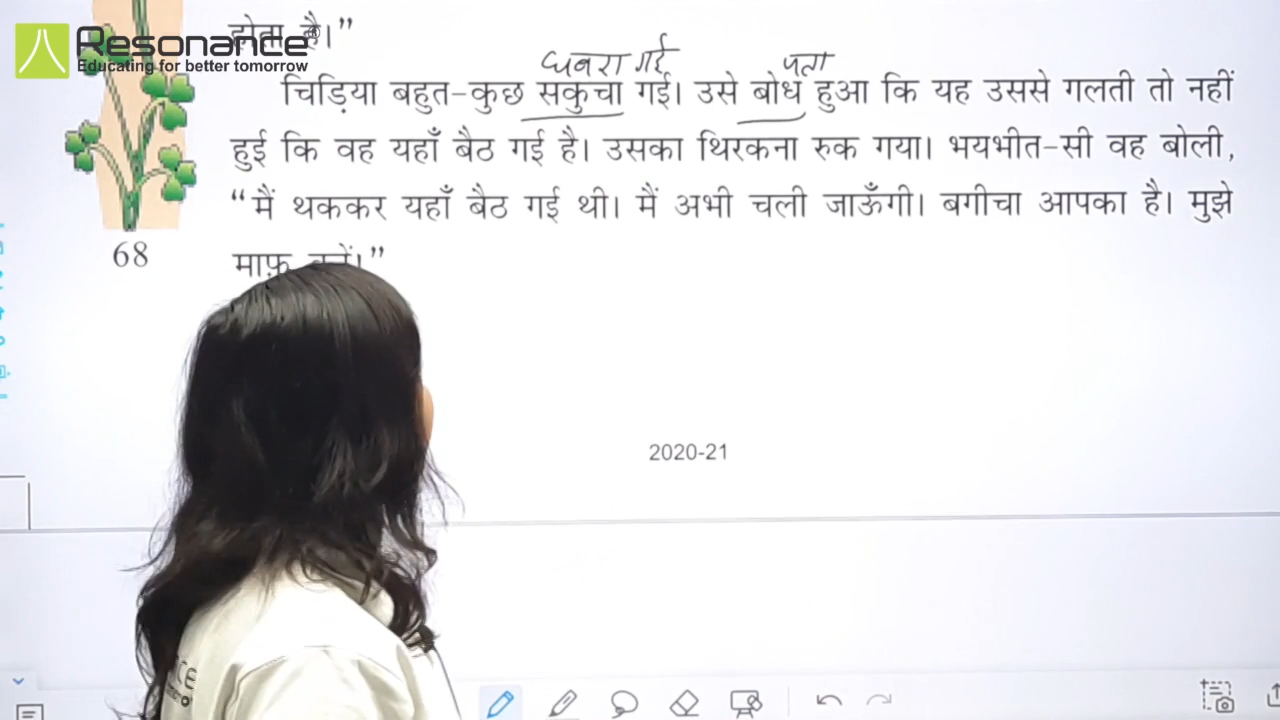 Resonance
Educating for better tomorrow
होता है।”
घबरा गई पता
चिड़िया बहुत-कुछ सकुचा गई। उसे बोध हुआ कि यह उससे गलती तो नहीं
हुई कि वह यहाँ बैठ गई है। उसका थिरकना रुक गया। भयभीत-सी वह बोली,
“मैं थककर यहाँ बैठ गई थी। मैं अभी चली जाऊँगी। बगीचा आपका है। मुझे
माफ़ करें।”
68
2020-21